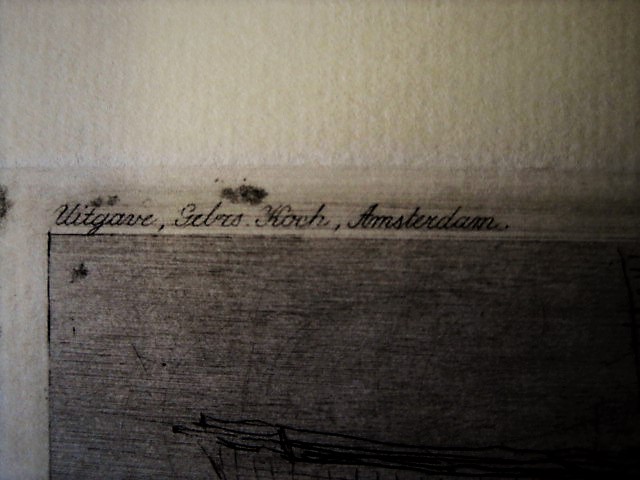 Uitgave, Gebrs. Koch, Amsterdam.